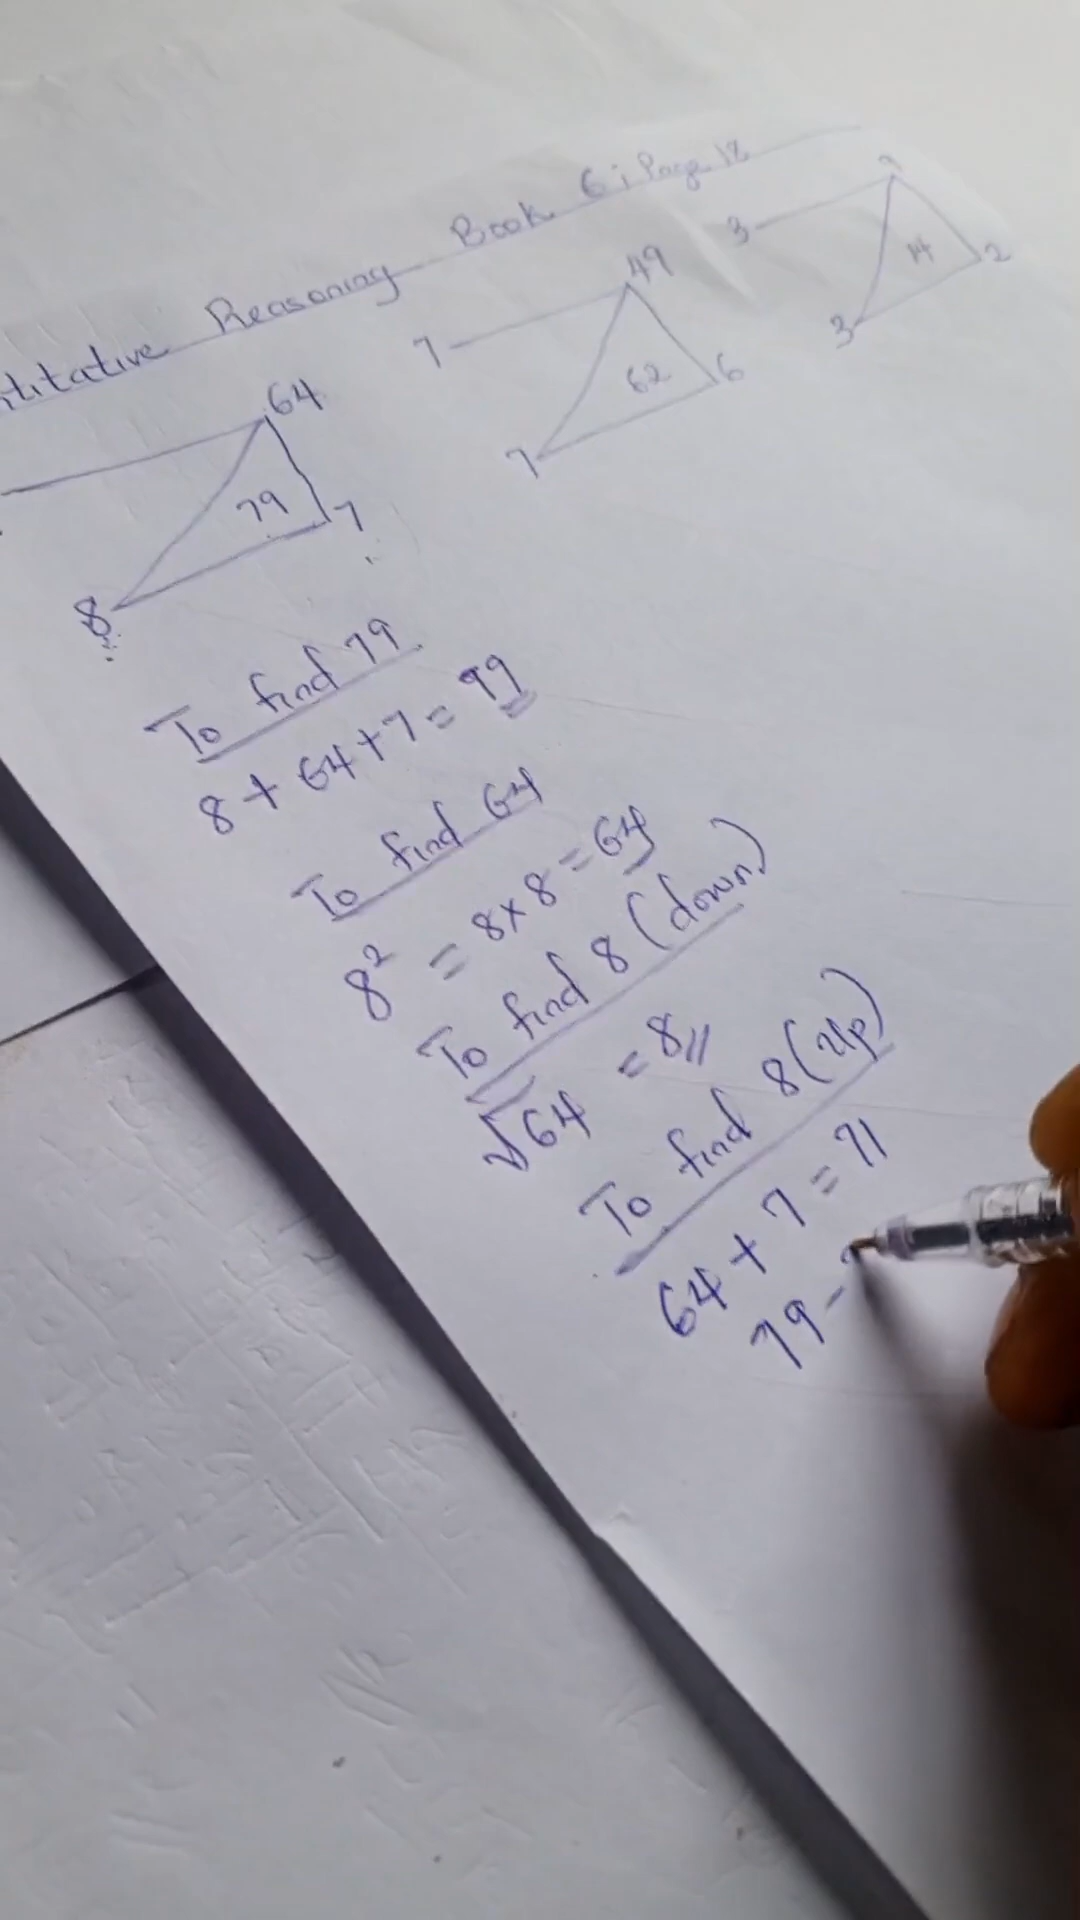 titative Reasoning Book 6; Page 18
64
79
7
8
49
7
62
6
7
3
14
2
3
To find 79
8 + 64 + 7 = 79
To find 64
8² = 8 × 8 = 64
To find 8 (down)
√64 = 8
To find 8 (up)
64 + 7 = 71
79 -